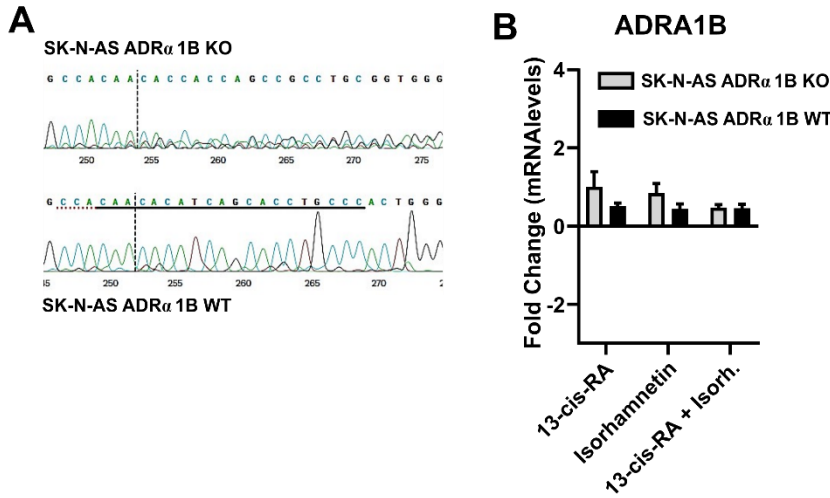 A
SK-N-AS ADRα 1B KO
G C C A C A A C A C C A C C A G C C G C C T G C G G T G G G
250 255 260 265 270 275
G C C A C A A C A C A T C A G C A C C T G C C C A C T G G G
45 250 255 260 265 270 2
SK-N-AS ADRα 1B WT
B
ADRA1B
Fold Change (mRNAlevels)
4
2
0
-2
SK-N-AS ADRα 1B KO
SK-N-AS ADRα 1B WT
13-cis-RA
Isorhamnetin
13-cis-RA + Isorh.